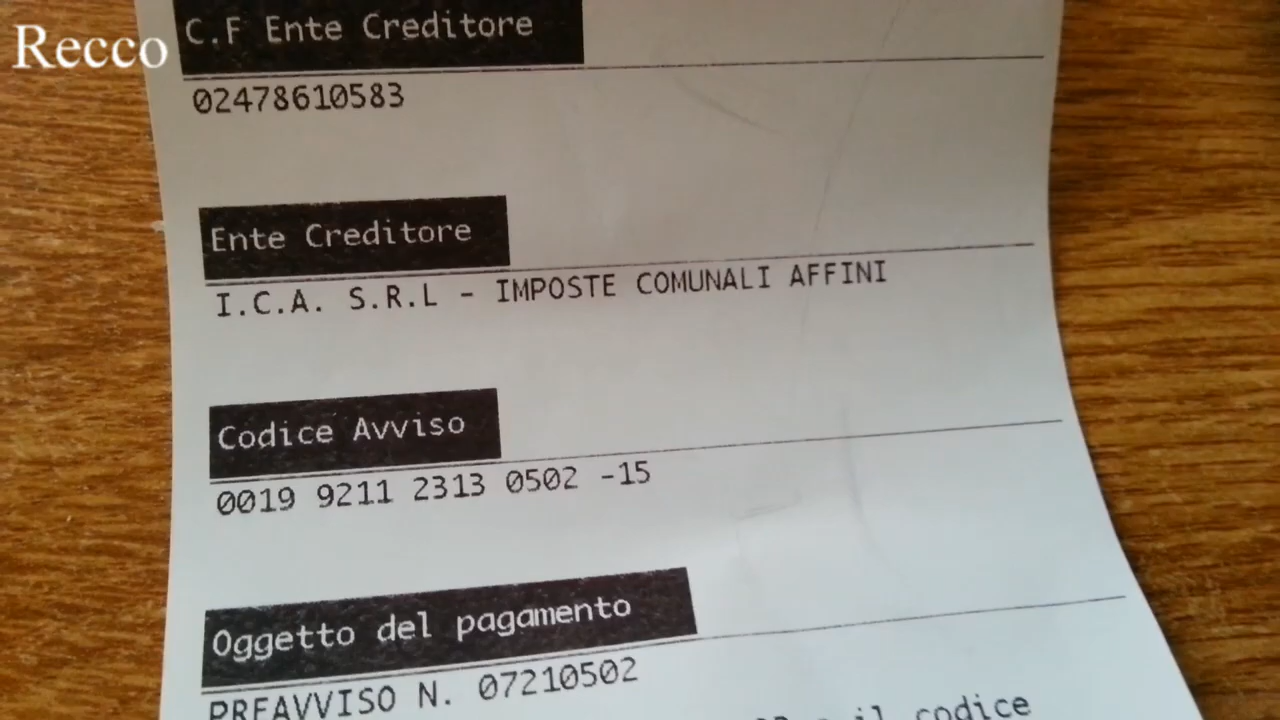 Recco
C.F Ente Creditore
02478610583
Ente Creditore
I.C.A. S.R.L - IMPOSTE COMUNALI AFFINI
Codice Avviso
0019 9211 2313 0502 -15
Oggetto del pagamento
PREAVVISO N. 07210502
il codice